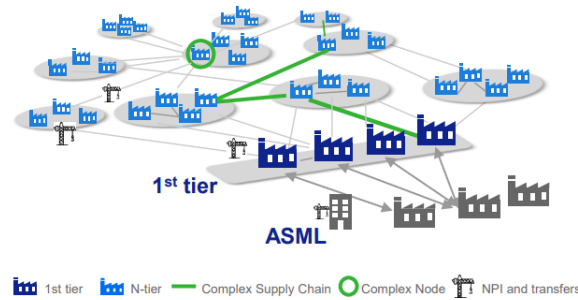 1st tier
ASML
1st tier N-tier Complex Supply Chain Complex Node NPI and transfers